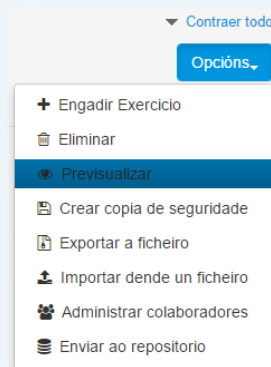 Contraer todo
Opcións
Engadir Exercicio
Eliminar
Previsualizar
Crear copia de seguridade
Exportar a ficheiro
Importar dende un ficheiro
Administrar colaboradores
Enviar ao repositorio